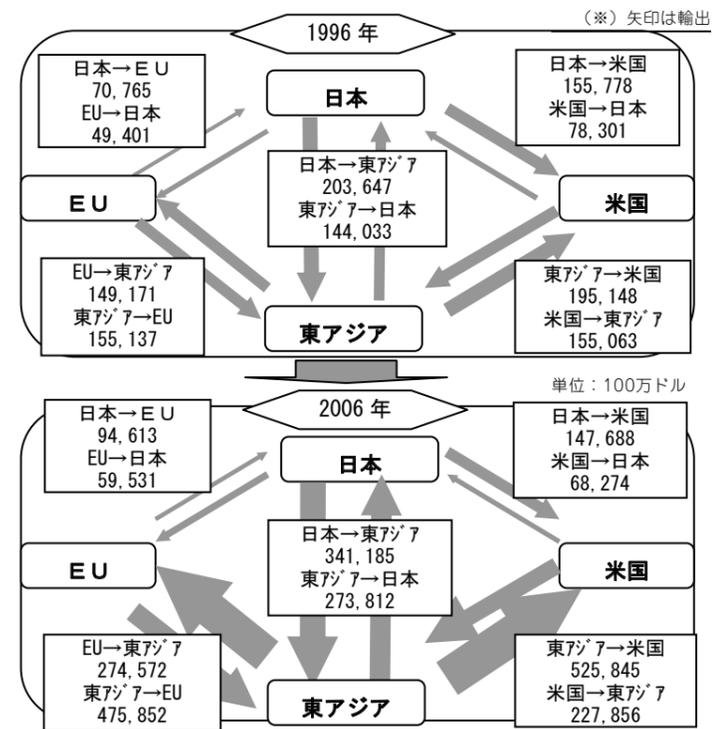 （※）矢印は輸出
1996 年
日本→ＥＵ
70,765
EU→日本
49,401
日本
日本→米国
155,778
米国→日本
78,301
日本→東ｱｼﾞｱ
203,647
東ｱｼﾞｱ→日本
144,033
ＥＵ
米国
EU→東ｱｼﾞｱ
149,171
東ｱｼﾞｱ→EU
155,137
東アジア
東ｱｼﾞｱ→米国
195,148
米国→東ｱｼﾞｱ
155,063
単位：100万ドル
2006 年
日本→ＥＵ
94,613
EU→日本
59,531
日本
日本→米国
147,688
米国→日本
68,274
日本→東ｱｼﾞｱ
341,185
東ｱｼﾞｱ→日本
273,812
ＥＵ
米国
EU→東ｱｼﾞｱ
274,572
東ｱｼﾞｱ→EU
475,852
東アジア
東ｱｼﾞｱ→米国
525,845
米国→東ｱｼﾞｱ
227,856